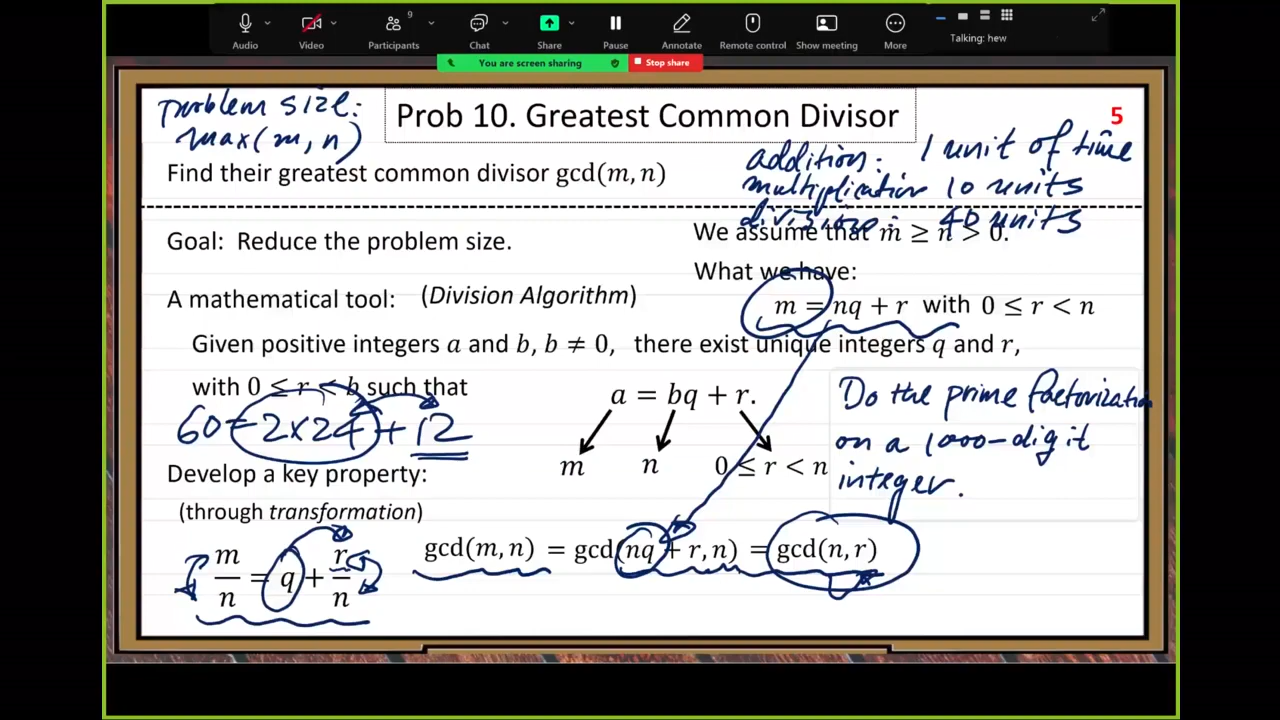 9
Audio Video Participants Chat Share Pause Annotate Remote control Show meeting More
Talking: hew
You are screen sharing Stop share
problem size:
max(m, n)
Prob 10. Greatest Common Divisor
5
Find their greatest common divisor gcd(m, n)
addition: 1 unit of time
multiplication 10 units
division: 40 units
Goal: Reduce the problem size.
We assume that m ≥ n > 0.
What we have:
A mathematical tool: (Division Algorithm)
m = nq + r with 0 ≤ r < n
Given positive integers a and b, b ≠ 0, there exist unique integers q and r,
with 0 ≤ r < b such that
a = bq + r.
60 = 2×24 + 12
m n 0 ≤ r < n
Do the prime factorization
on a 1000-digit
integer.
Develop a key property:
(through transformation)
gcd(m, n) = gcd(nq + r, n) = gcd(n, r)
m/n = q + r/n